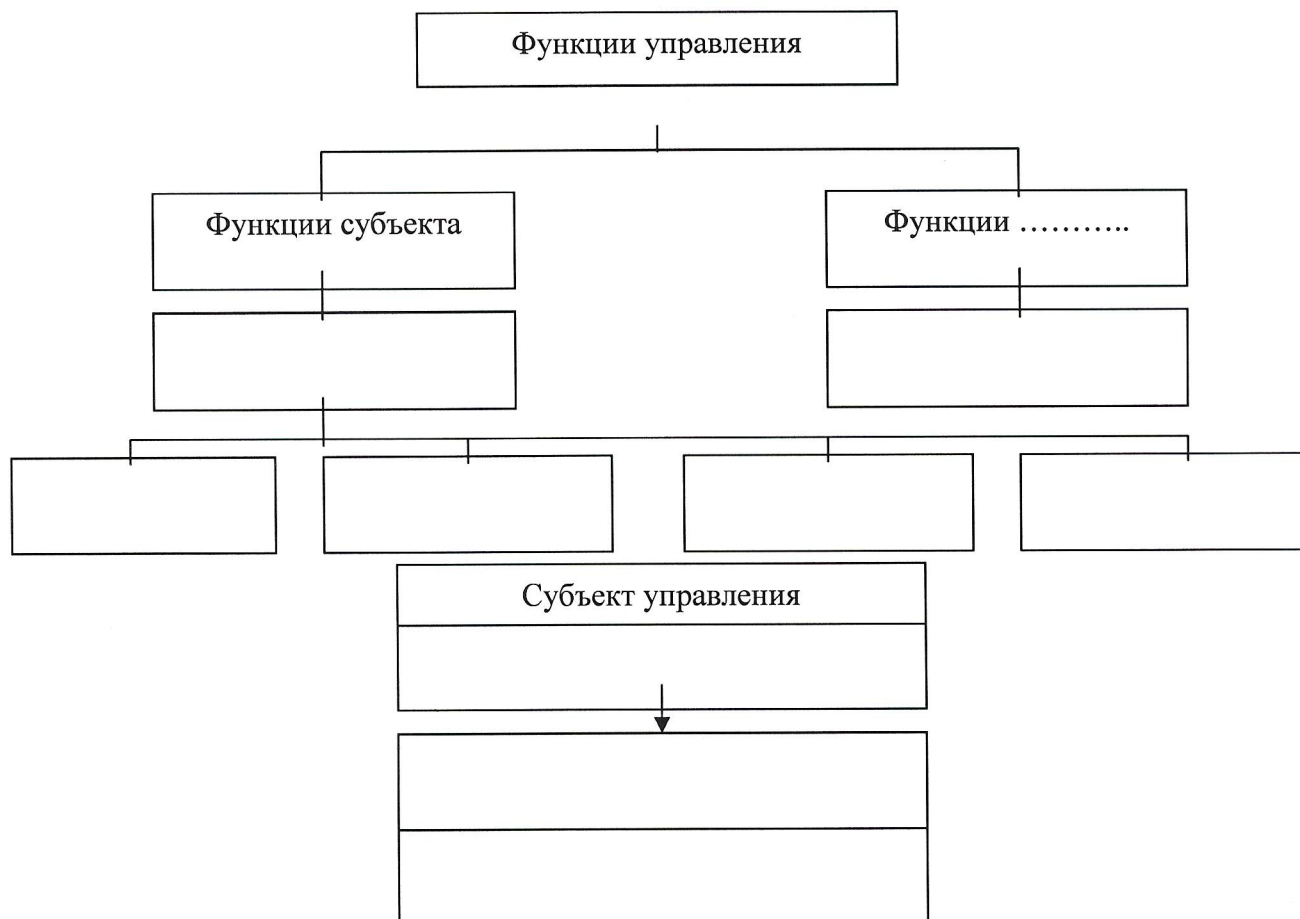 Функции управления
Функции субъекта
Функции ………..
Субъект управления